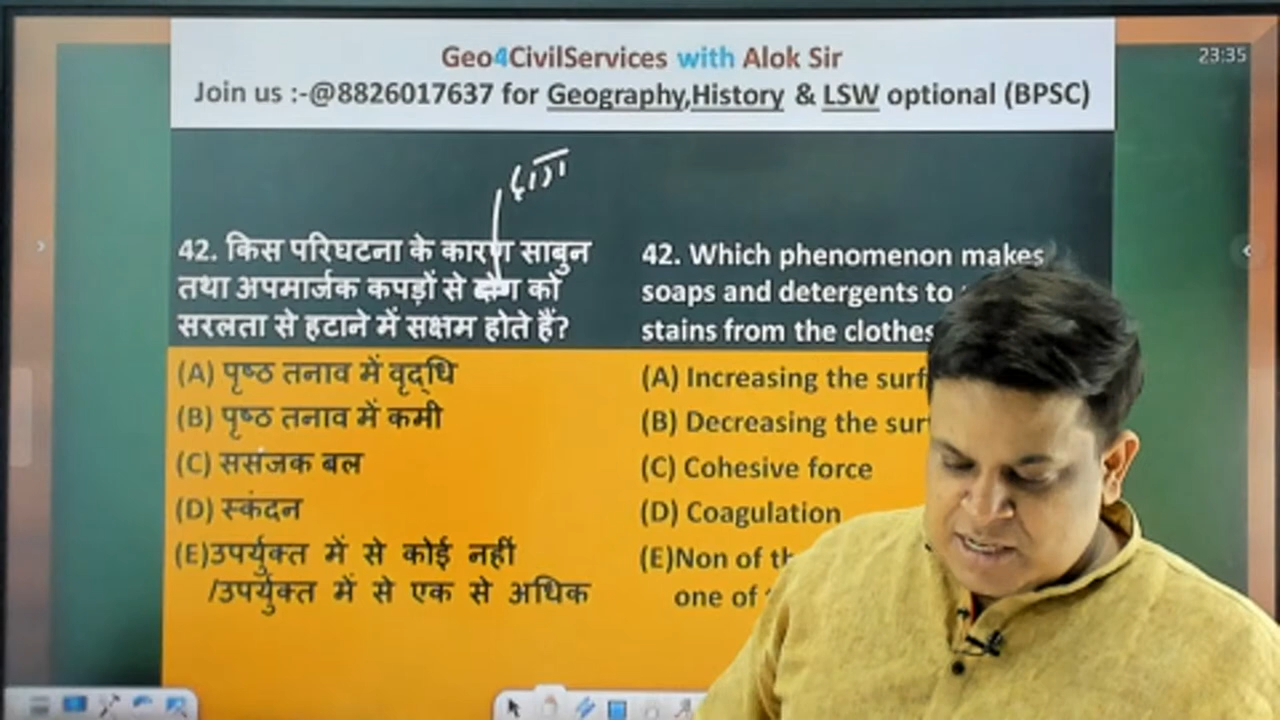 Geo4CivilServices with Alok Sir
Join us :-@8826017637 for Geography,History & LSW optional (BPSC)
23:35
दाग
42. किस परिघटना के कारण साबुन
तथा अपमार्जक कपड़ों से को
सरलता से हटाने में सक्षम होते हैं?
(A) पृष्ठ तनाव में वृद्धि
(B) पृष्ठ तनाव में कमी
(C) ससंजक बल
(D) स्कंदन
(E)उपर्युक्त में से कोई नहीं
/उपर्युक्त में से एक से अधिक
42. Which phenomenon makes
soaps and detergents to
stains from the clothes
(A) Increasing the
(B) Decreasing the
(C) Cohesive force
(D) Coagulation
(E)Non of
one of